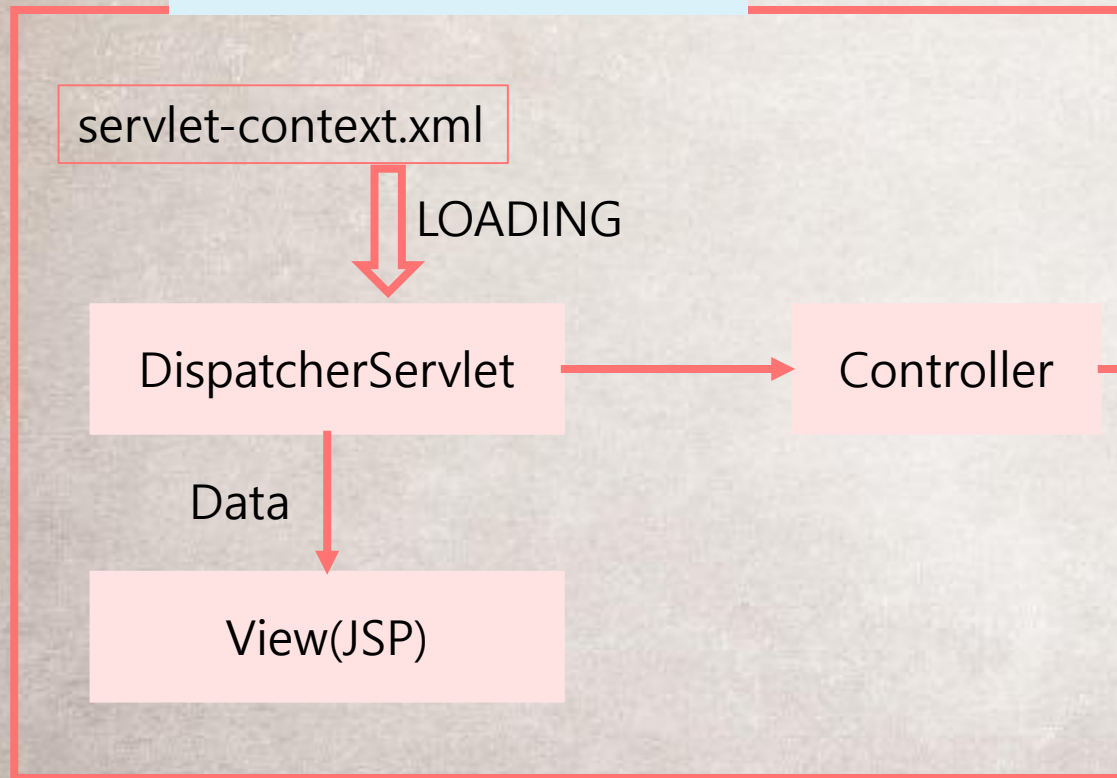 servlet-context.xml
LOADING
DispatcherServlet
Controller
Data
View(JSP)